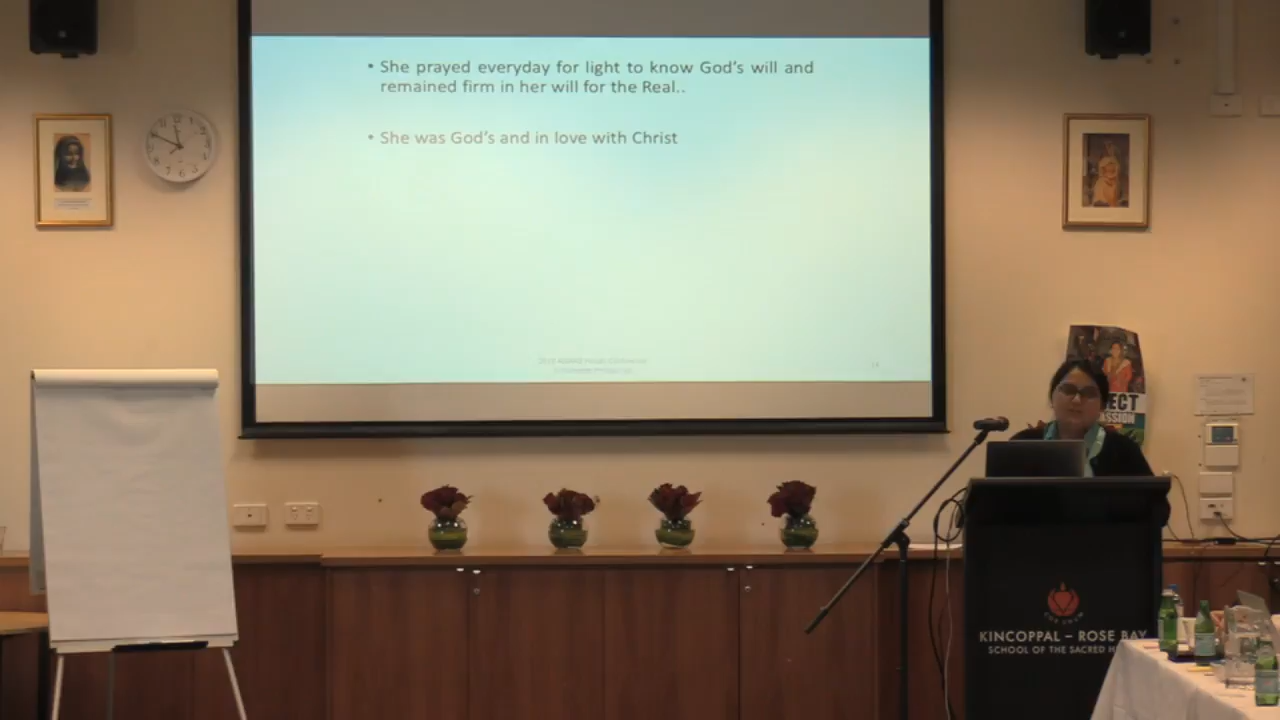 • She prayed everyday for light to know God's will and
remained firm in her will for the Real..
• She was God's and in love with Christ
KINCOPPAL – ROSE BAY
SCHOOL OF THE SACRED